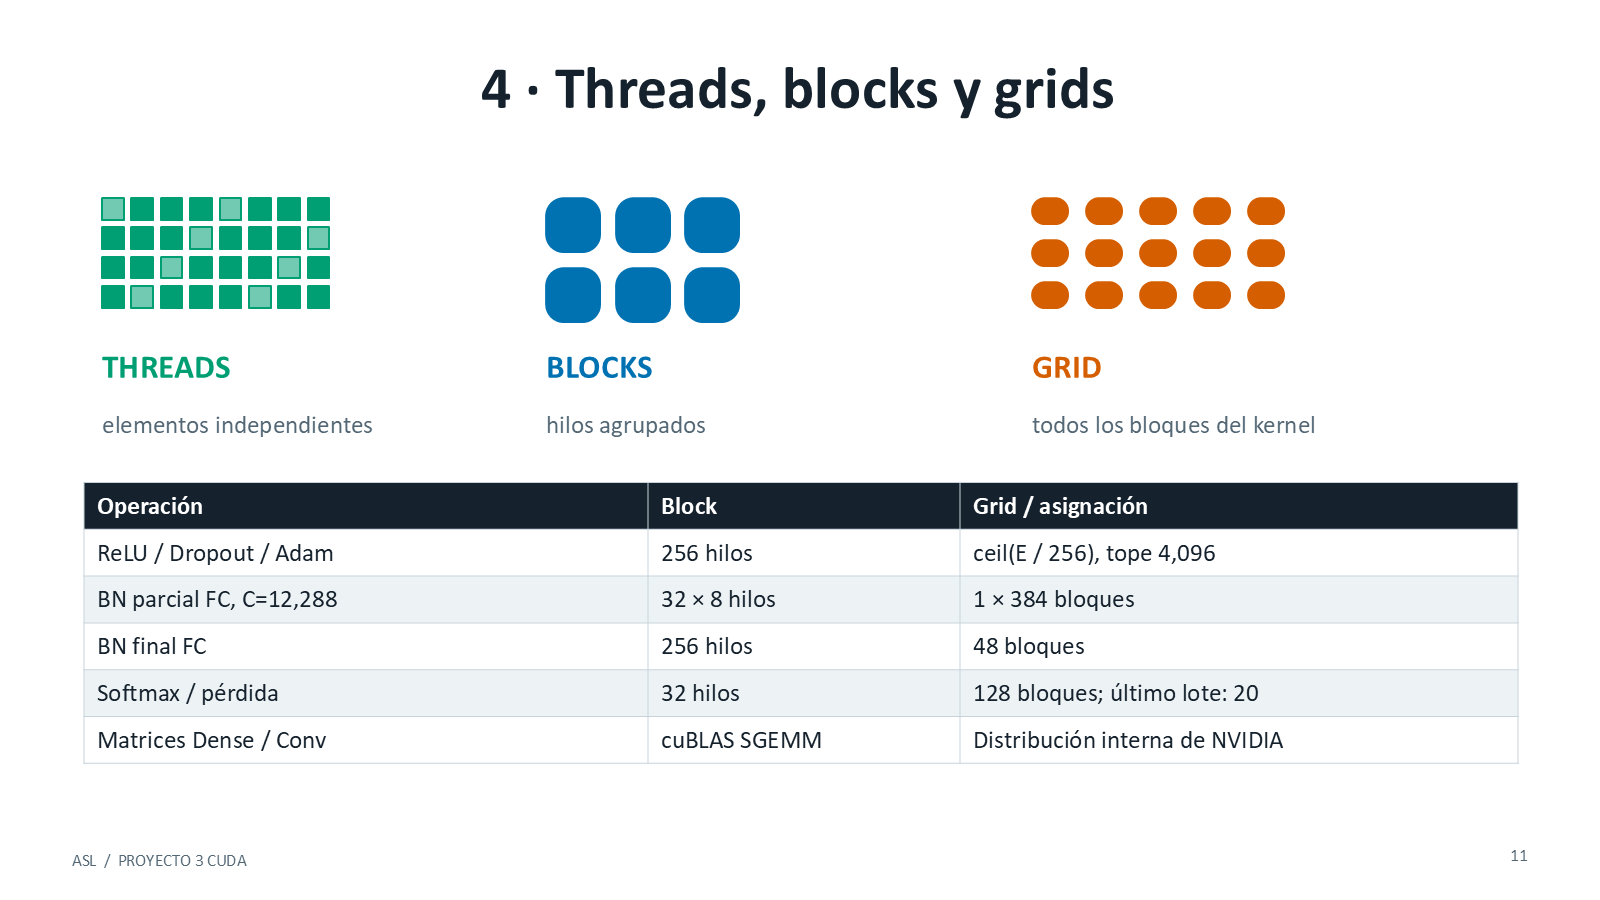 4 · Threads, blocks y grids
THREADS
elementos independientes
BLOCKS
hilos agrupados
GRID
todos los bloques del kernel
Operación Block Grid / asignación
ReLU / Dropout / Adam 256 hilos ceil(E / 256), tope 4,096
BN parcial FC, C=12,288 32 × 8 hilos 1 × 384 bloques
BN final FC 256 hilos 48 bloques
Softmax / pérdida 32 hilos 128 bloques; último lote: 20
Matrices Dense / Conv cuBLAS SGEMM Distribución interna de NVIDIA
ASL / PROYECTO 3 CUDA
11